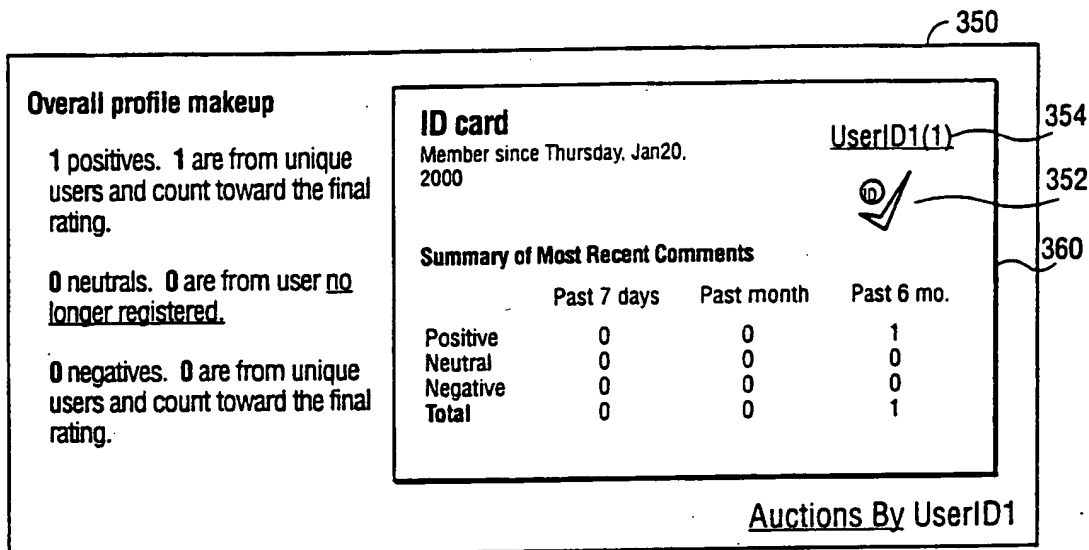 350
Overall profile makeup
1 positives. 1 are from unique
users and count toward the final
rating.
0 neutrals. 0 are from user no
longer registered.
0 negatives. 0 are from unique
users and count toward the final
rating.
ID card
Member since Thursday, Jan20,
2000
UserID1(1)
354
ID
352
360
Summary of Most Recent Comments
Past 7 days Past month Past 6 mo.
Positive 0 0 1
Neutral 0 0 0
Negative 0 0 0
Total 0 0 1
Auctions By UserID1